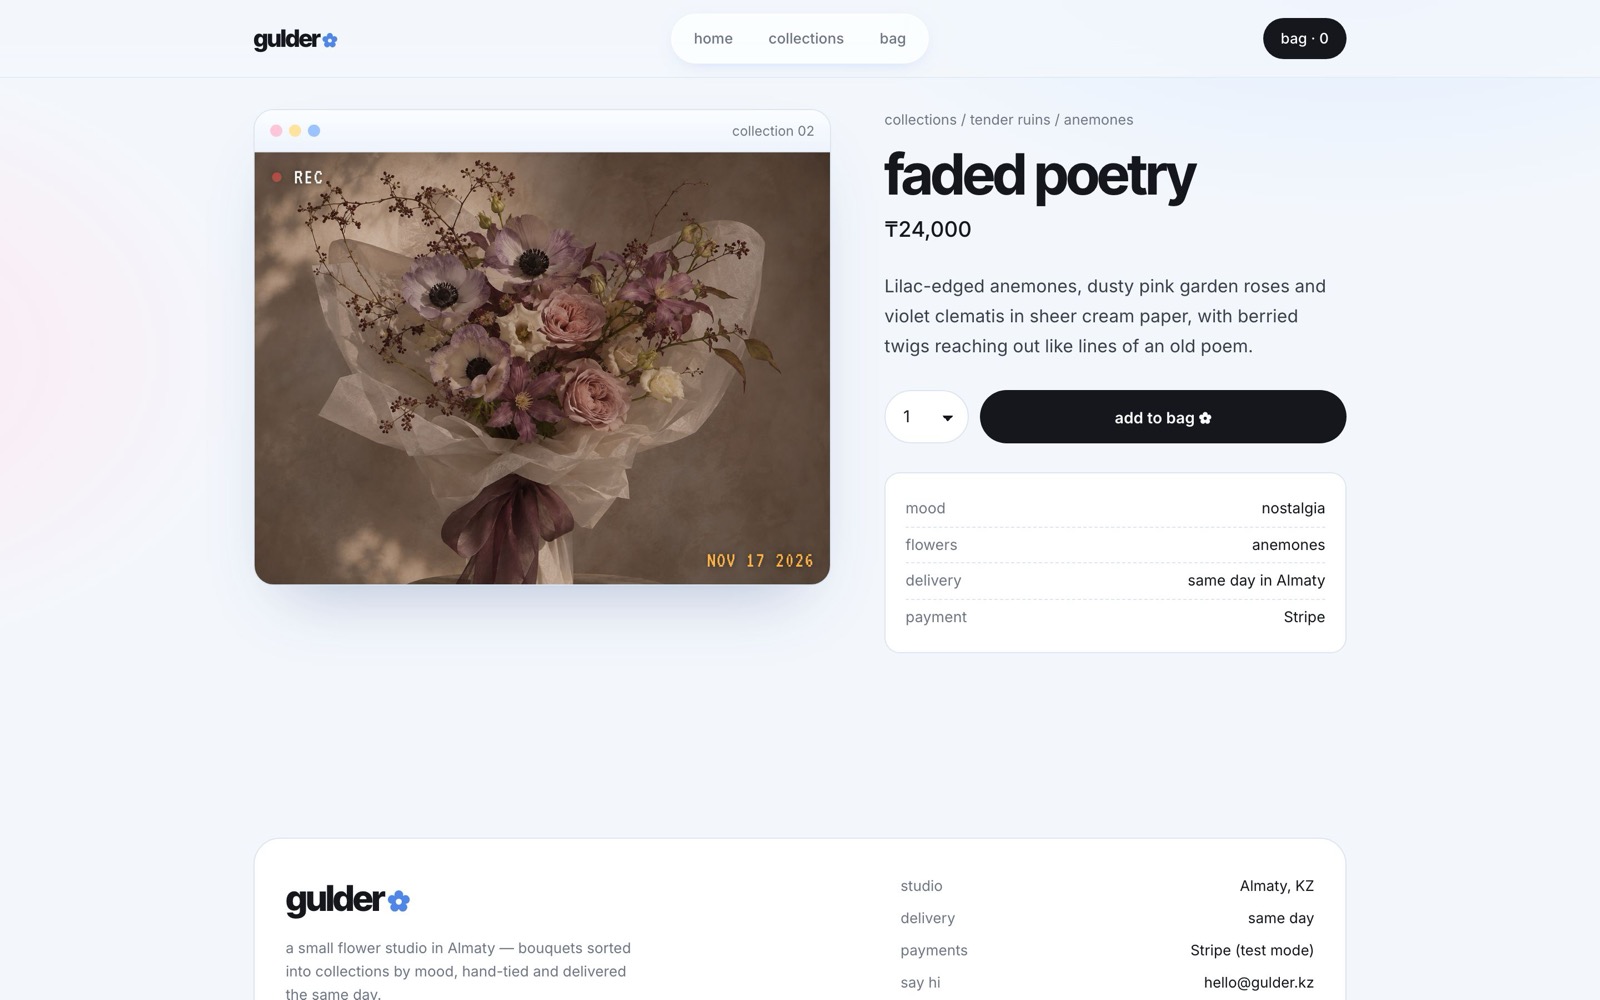 gulder
home collections bag
bag · 0
collection 02
REC
NOV 17 2026
collections / tender ruins / anemones
faded poetry
₸24,000
Lilac-edged anemones, dusty pink garden roses and
violet clematis in sheer cream paper, with berried
twigs reaching out like lines of an old poem.
1
add to bag ✿
mood nostalgia
flowers anemones
delivery same day in Almaty
payment Stripe
gulder
a small flower studio in Almaty — bouquets sorted
into collections by mood, hand-tied and delivered
the same day.
studio Almaty, KZ
delivery same day
payments Stripe (test mode)
say hi hello@gulder.kz